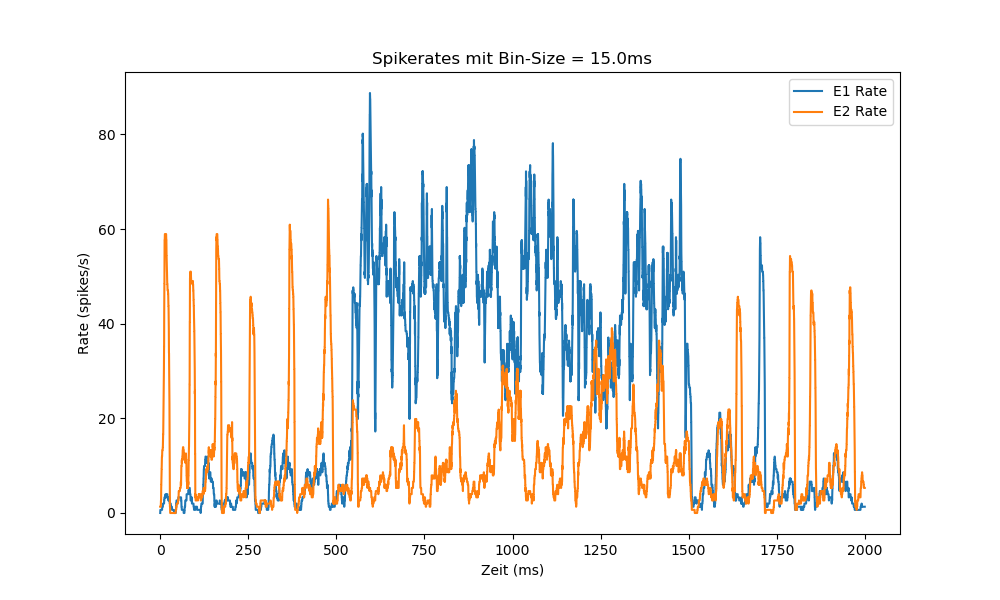 Spikerates mit Bin-Size = 15.0ms
E1 Rate
E2 Rate
Rate (spikes/s)
80
60
40
20
0
0 250 500 750 1000 1250 1500 1750 2000
Zeit (ms)